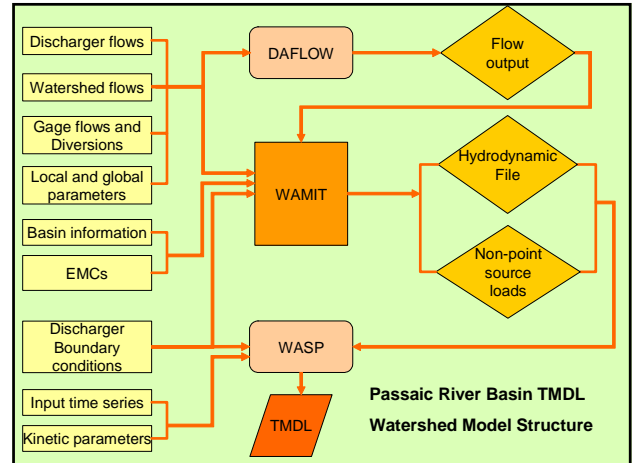 Discharger flows
Watershed flows
Gage flows and
Diversions
Local and global
parameters
Basin information
EMCs
Discharger
Boundary
conditions
Input time series
Kinetic parameters
DAFLOW
Flow
output
WAMIT
Hydrodynamic
File
Non-point
source
loads
WASP
TMDL
Passaic River Basin TMDL
Watershed Model Structure